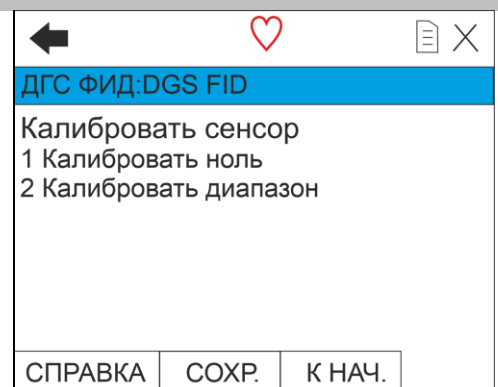 ДГС ФИД:DGS FID
Калибровать сенсор
1 Калибровать ноль
2 Калибровать диапазон
СПРАВКА СОХР. К НАЧ.